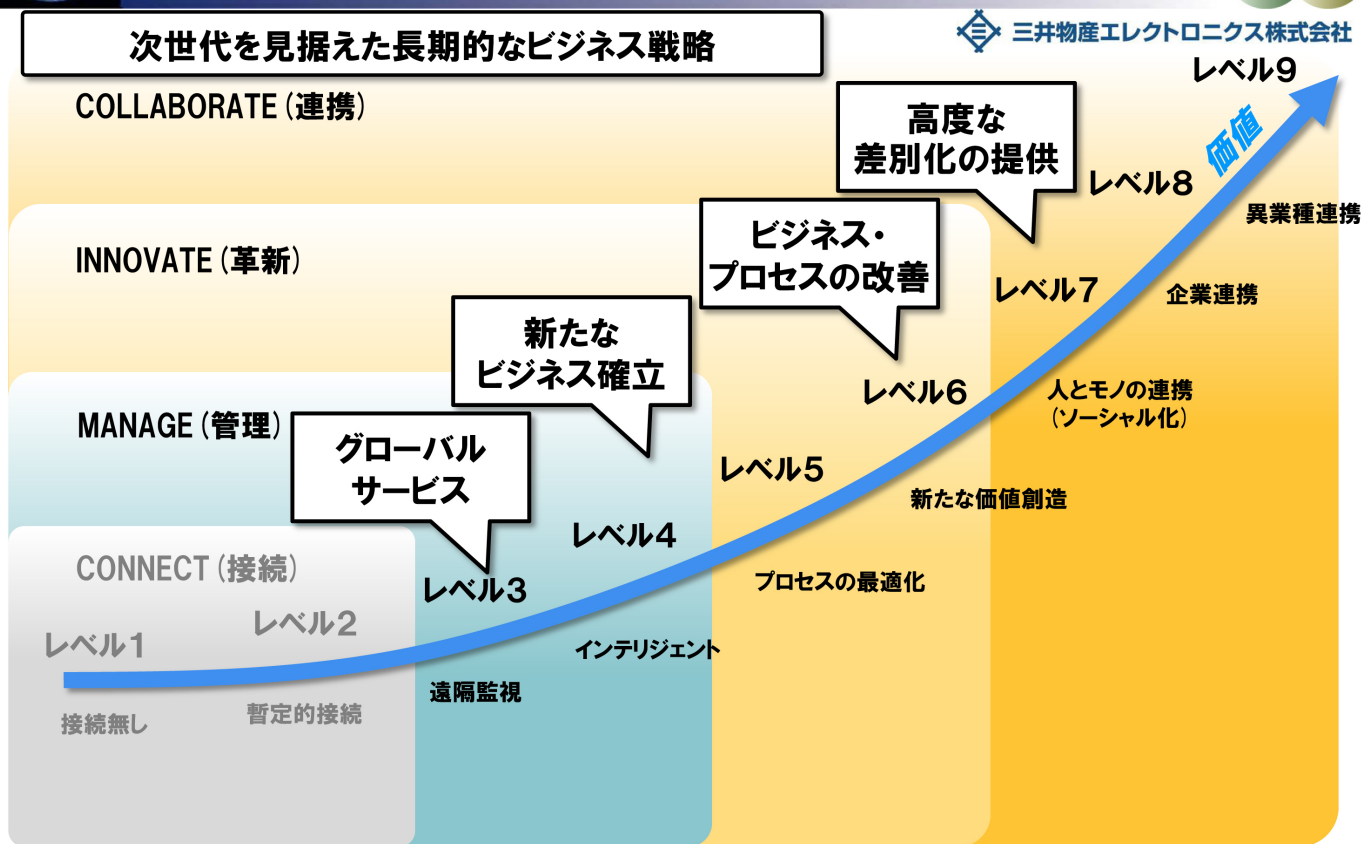 次世代を見据えた長期的なビジネス戦略
三井物産エレクトロニクス株式会社
COLLABORATE(連携)
INNOVATE(革新)
MANAGE(管理)
CONNECT(接続)
グローバル
サービス
新たな
ビジネス確立
ビジネス・
プロセスの改善
高度な
差別化の提供
価値
レベル1
接続無し
レベル2
暫定的接続
レベル3
遠隔監視
レベル4
インテリジェント
レベル5
プロセスの最適化
レベル6
新たな価値創造
レベル7
人とモノの連携
(ソーシャル化)
レベル8
企業連携
レベル9
異業種連携